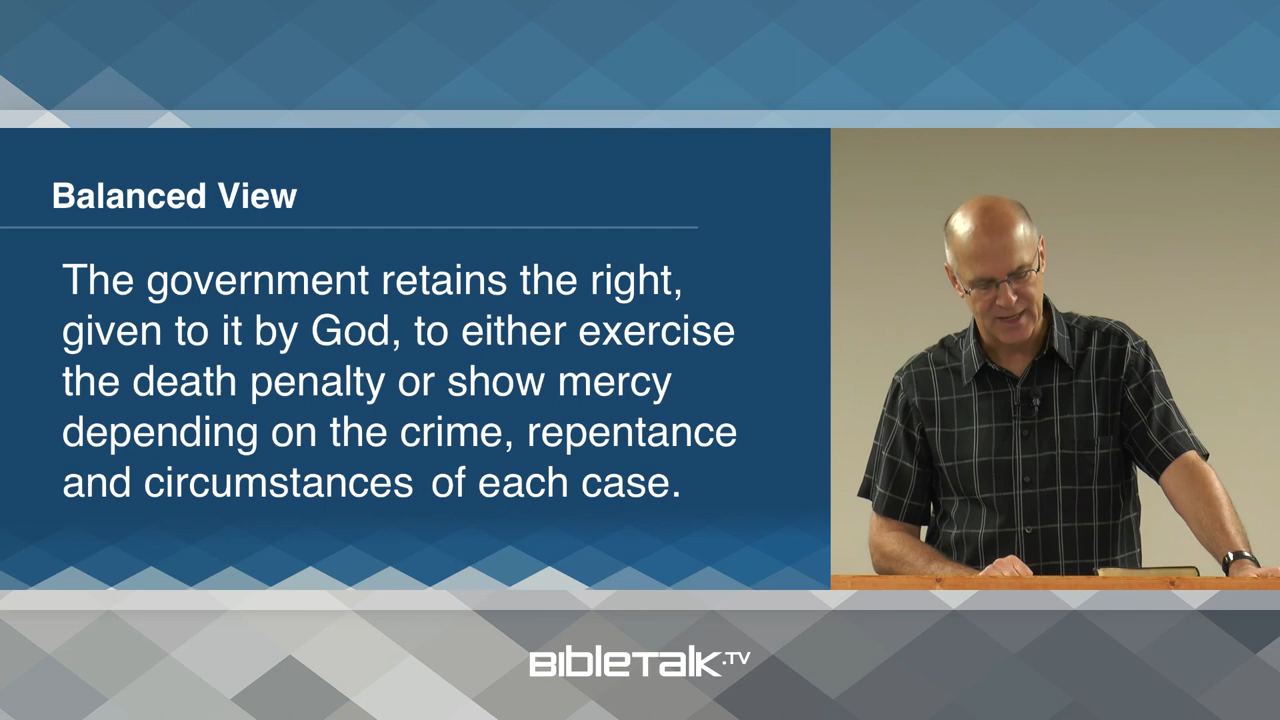 Balanced View
The government retains the right,
given to it by God, to either exercise
the death penalty or show mercy
depending on the crime, repentance
and circumstances of each case.
BIBLETALK.TV